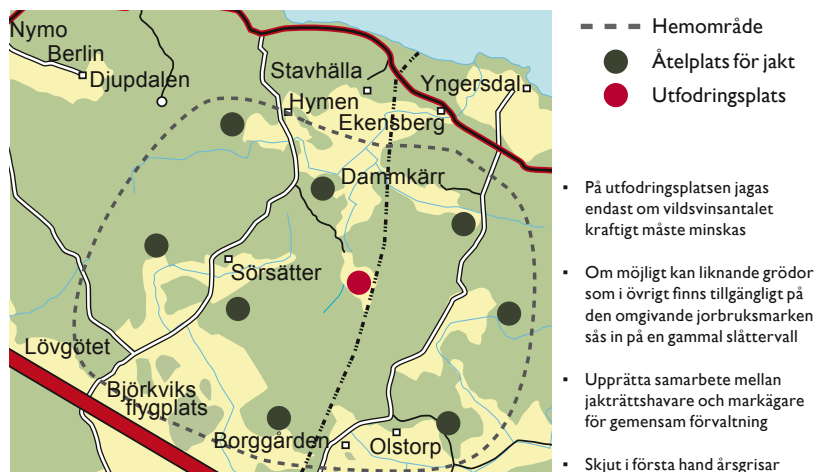 Nymo
Berlin
Djupdalen
Stavhälla
Yngersdal
Hymen
Ekensberg
Dammkärr
Sörsätter
Lövgötet
Björkviks
flygplats
Borggården
Olstorp
Hemområde
Åtelplats för jakt
Utfodringsplats
▪ På utfodringsplatsen jagas
endast om vildsvinsantalet
kraftigt måste minskas
▪ Om möjligt kan liknande grödor
som i övrigt finns tillgängligt på
den omgivande jorbruksmarken
sås in på en gammal slåttervall
▪ Upprätta samarbete mellan
jakträttshavare och markägare
för gemensam förvaltning
▪ Skjut i första hand årsgrisar